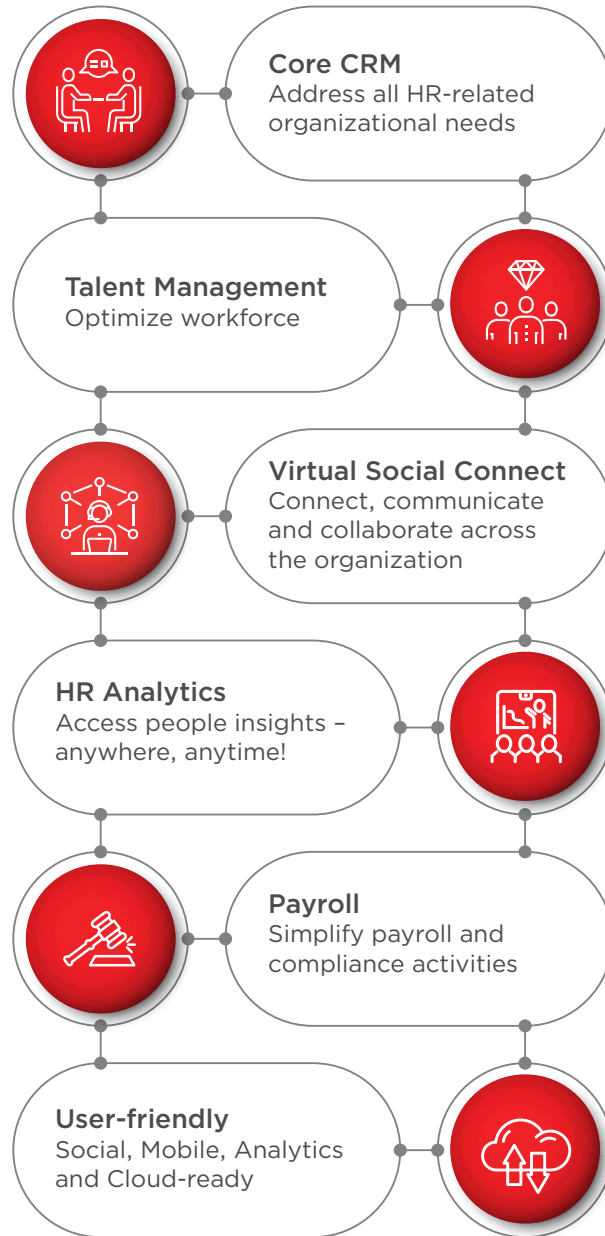 Core CRM
Address all HR-related
organizational needs
Talent Management
Optimize workforce
Virtual Social Connect
Connect, communicate
and collaborate across
the organization
HR Analytics
Access people insights –
anywhere, anytime!
Payroll
Simplify payroll and
compliance activities
User-friendly
Social, Mobile, Analytics
and Cloud-ready